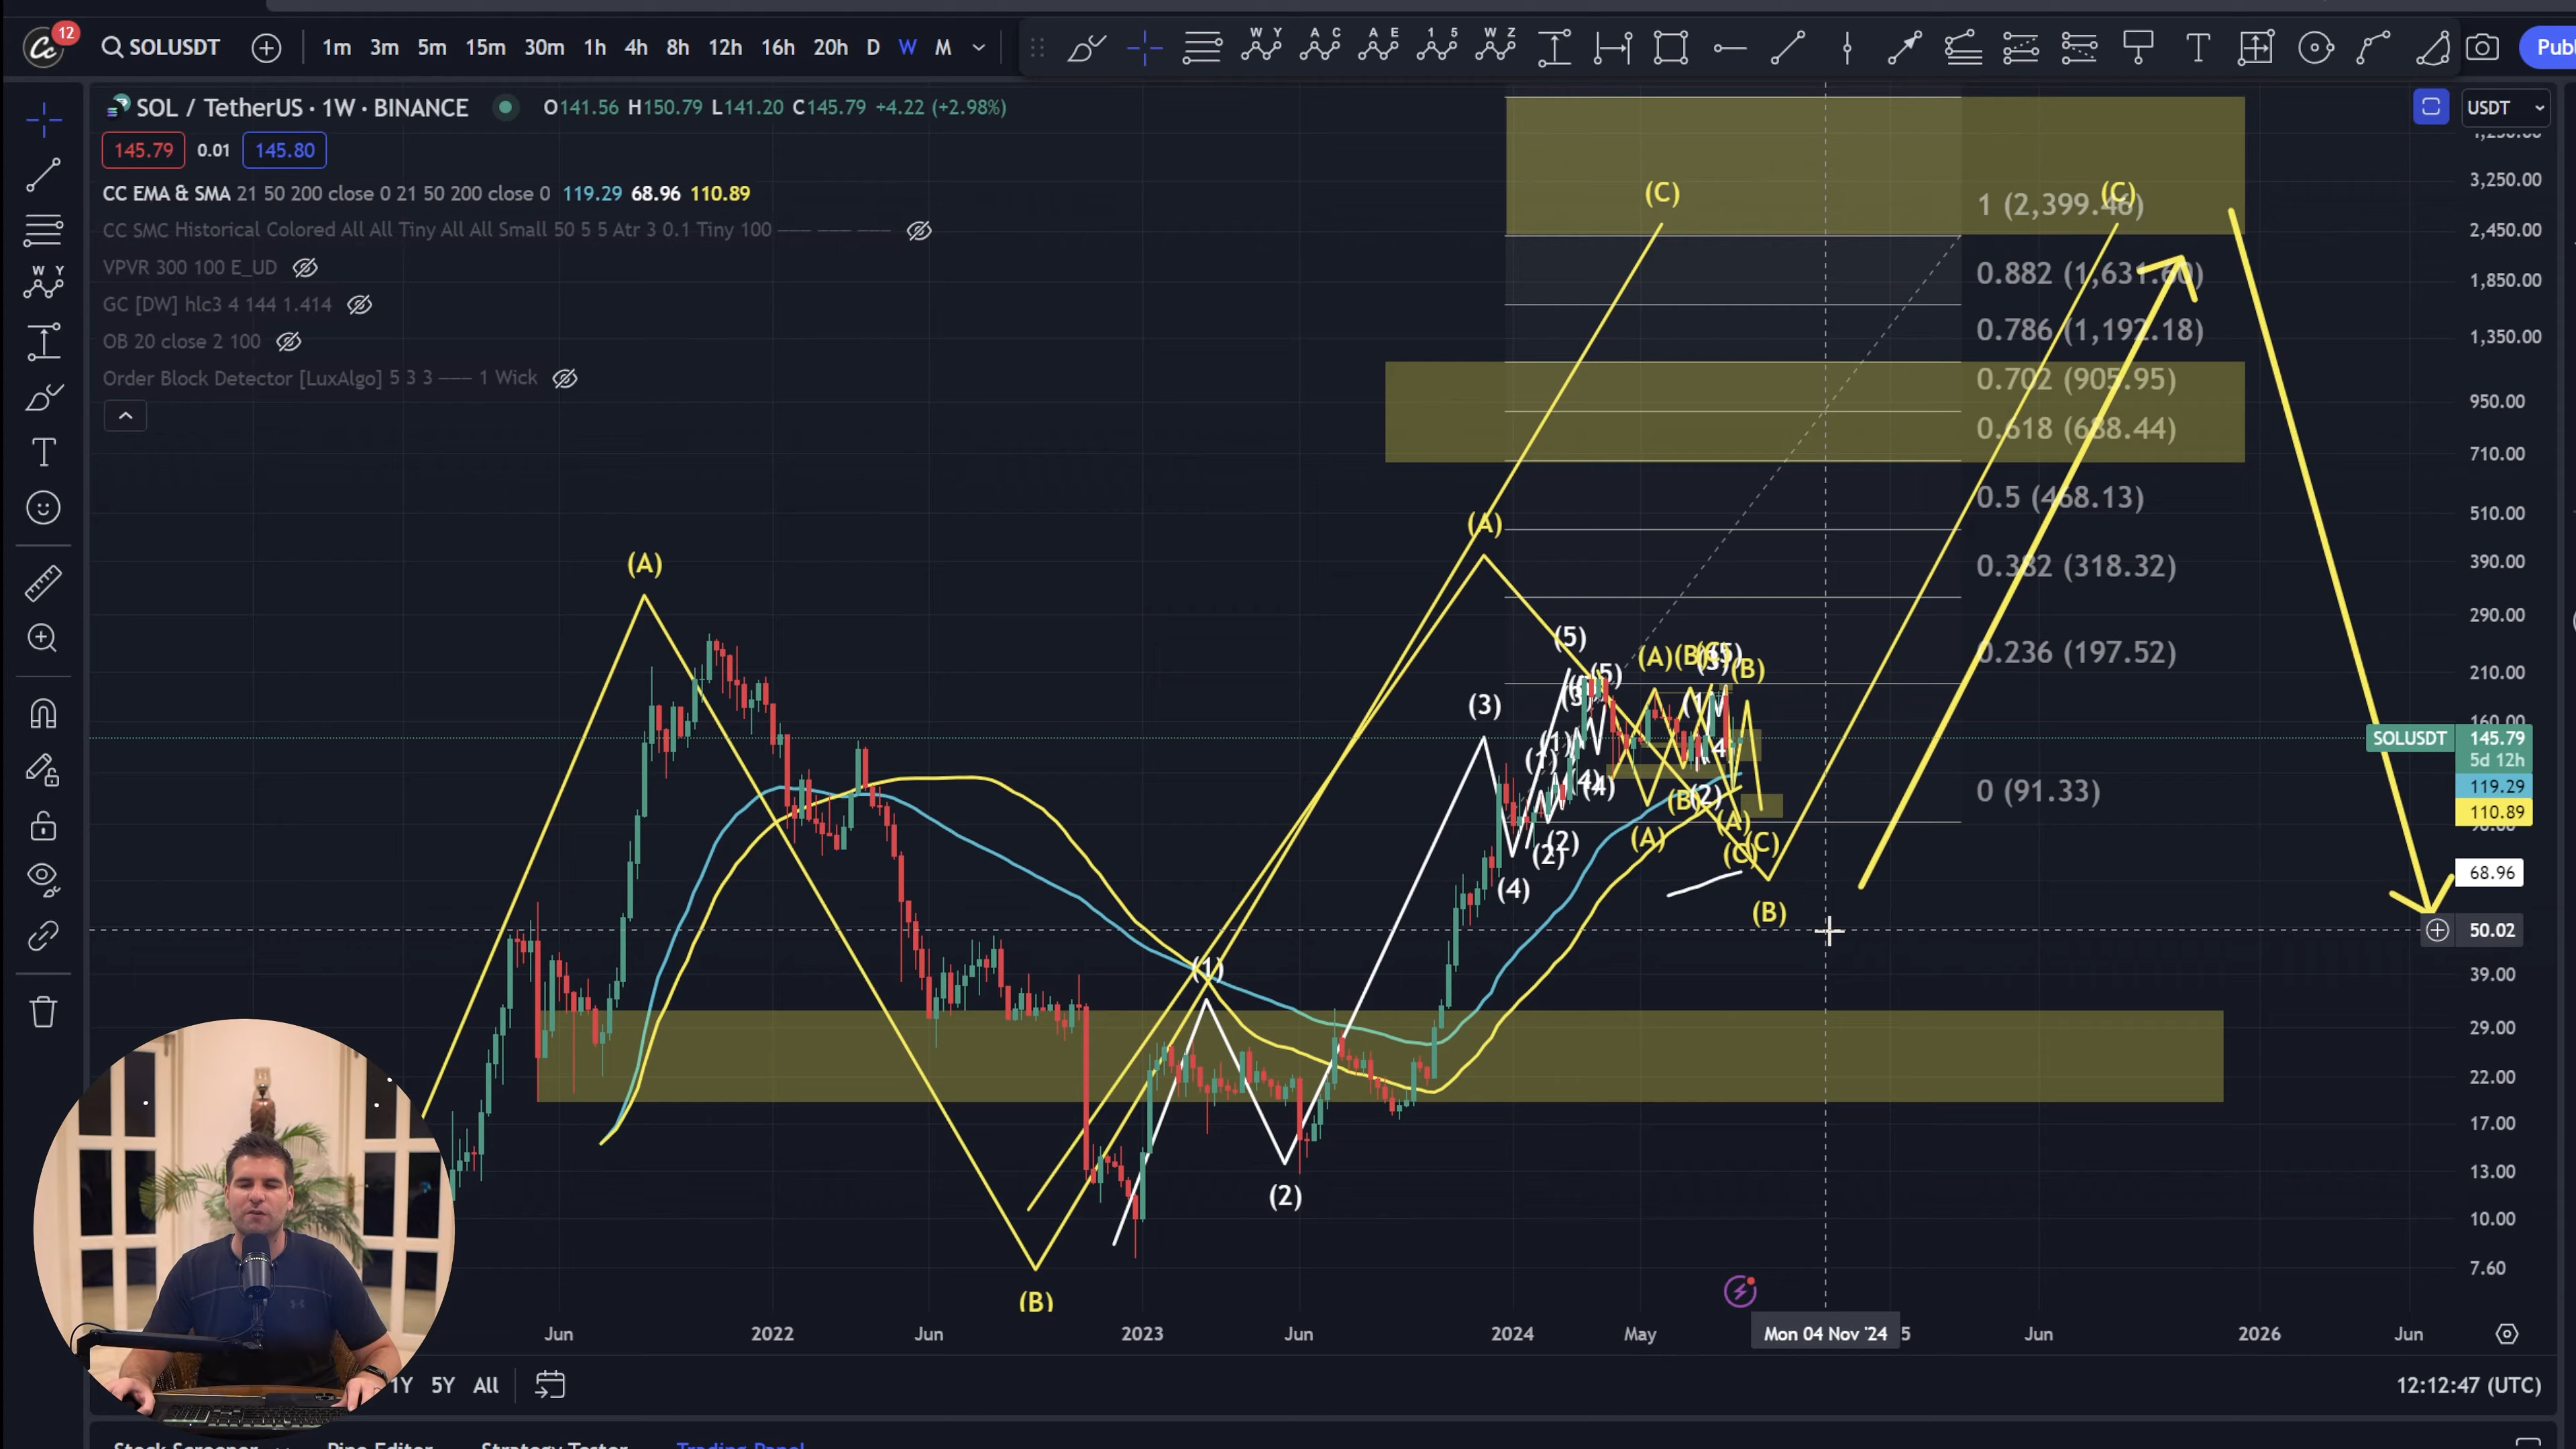 Cc 12
SOLUSDT
1m 3m 5m 15m 30m 1h 4h 8h 12h 16h 20h D W M
W Y A C A E 1 5 W Z
T
Publ
SOL / TetherUS · 1W · BINANCE O141.56 H150.79 L141.20 C145.79 +4.22 (+2.98%)
USDT
145.79 0.01 145.80
CC EMA & SMA 21 50 200 close 0 21 50 200 close 0 119.29 68.96 110.89
CC SMC Historical Colored All All Tiny All All Small 50 5 5 Atr 3 0.1 Tiny 100
VPVR 300 100 E_UD
GC [DW] hlc3 4 144 1.414
OB 20 close 2 100
Order Block Detector [LuxAlgo] 5 3 3 1 Wick
W Y
T
3,250.00
2,450.00
1,850.00
1,350.00
950.00
710.00
510.00
390.00
290.00
210.00
160.00
SOLUSDT 145.79
5d 12h
119.29
110.89
68.96
50.02
39.00
29.00
22.00
17.00
13.00
10.00
7.60
1 (2,399.46)
0.882 (1,631.60)
0.786 (1,192.18)
0.702 (905.95)
0.618 (688.44)
0.5 (468.13)
0.382 (318.32)
0.236 (197.52)
0 (91.33)
(C)
(C)
(A)
(A)
(5)
(5)
(A)
(B)
(B)
(3)
(4)
(2)
(2)
(2)
(A)
(A)
(C)
(C)
(4)
(B)
(1)
(2)
(B)
Jun 2022 Jun 2023 Jun 2024 May Mon 04 Nov '24 5 Jun 2026 Jun
1Y 5Y All
12:12:47 (UTC)
Stock Screener Pine Editor Strategy Tester Trading Panel